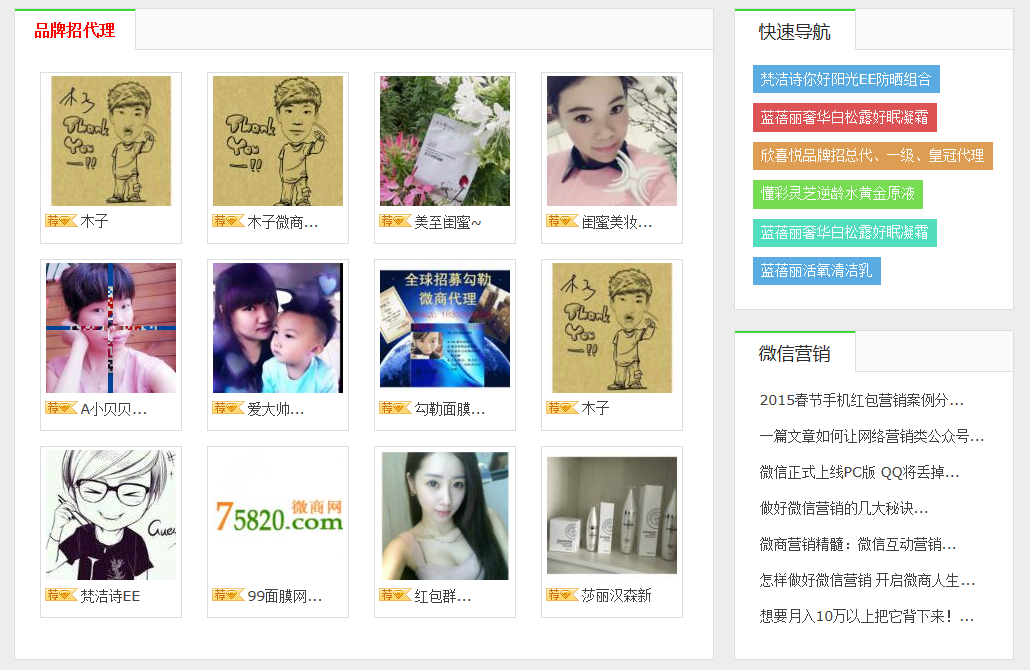 品牌招代理
木子
Thank
You
木子
Thank
You
荐 木子
荐 木子微商...
荐 美至闺蜜~
荐 闺蜜美妆...
全球招募勾勒
微商代理
木子
Thank
You
荐 A小贝贝...
荐 爱大帅...
荐 勾勒面膜...
荐 木子
Gues
微商网
75820.com
荐 梵洁诗EE
荐 99面膜网...
荐 红包群...
荐 莎丽汉森新
快速导航
梵洁诗你好阳光EE防晒组合
蓝蓓丽奢华白松露好眠凝霜
欣喜悦品牌招总代、一级、皇冠代理
懂彩灵芝逆龄水黄金原液
蓝蓓丽奢华白松露好眠凝霜
蓝蓓丽活氧清洁乳
微信营销
2015春节手机红包营销案例分...
一篇文章如何让网络营销类公众号...
微信正式上线PC版 QQ将丢掉...
做好微信营销的几大秘诀...
微商营销精髓：微信互动营销...
怎样做好微信营销 开启微商人生...
想要月入10万以上把它背下来！...